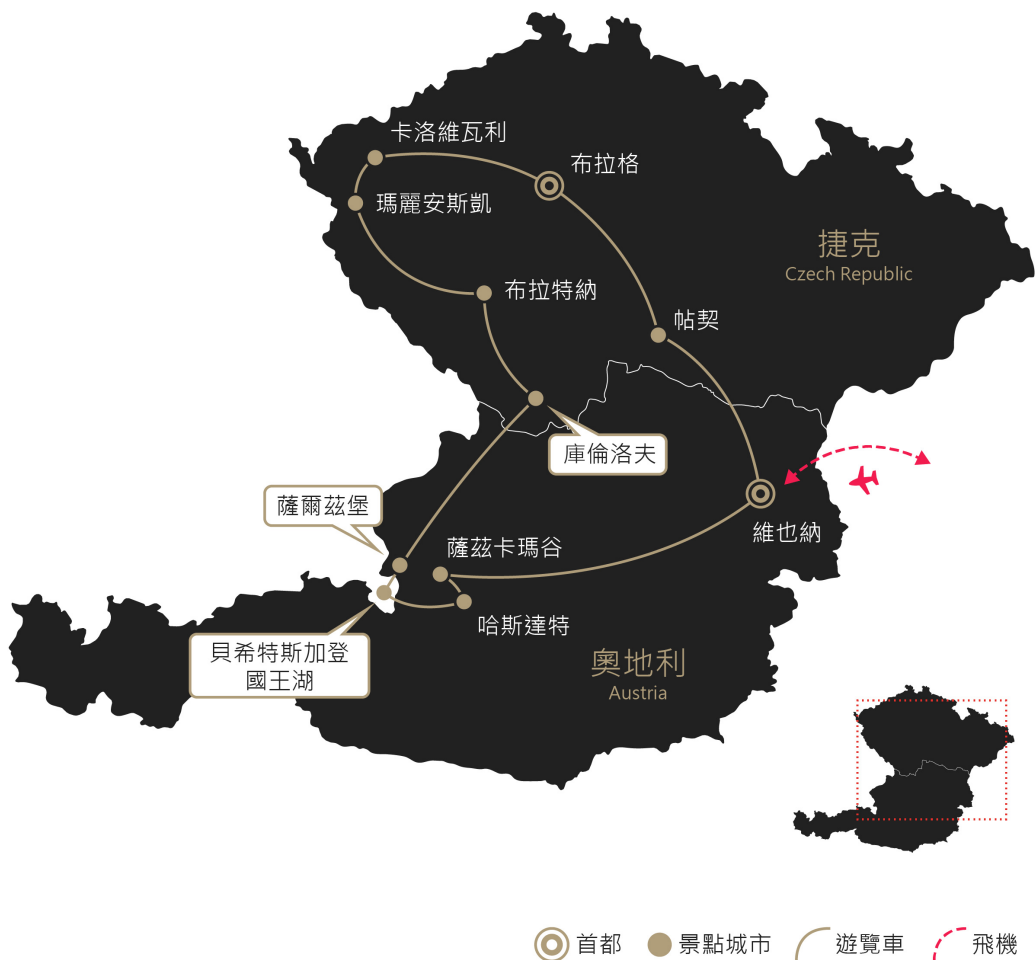 卡洛維瓦利
布拉格
瑪麗安斯凱
捷克
Czech Republic
布拉特納
帖契
庫倫洛夫
薩爾茲堡
維也納
薩茲卡瑪谷
哈斯達特
貝希特斯加登
國王湖
奧地利
Austria
首都
景點城市
遊覽車
飛機